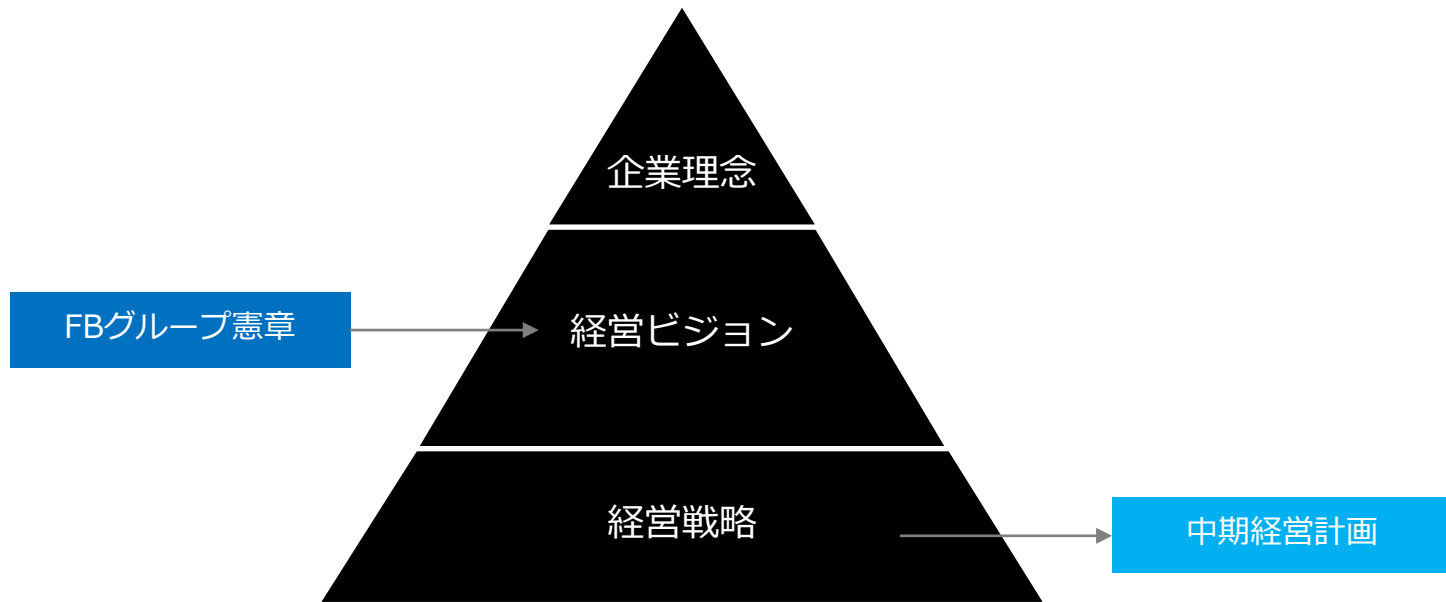 企業理念
FBグループ憲章
経営ビジョン
経営戦略
中期経営計画